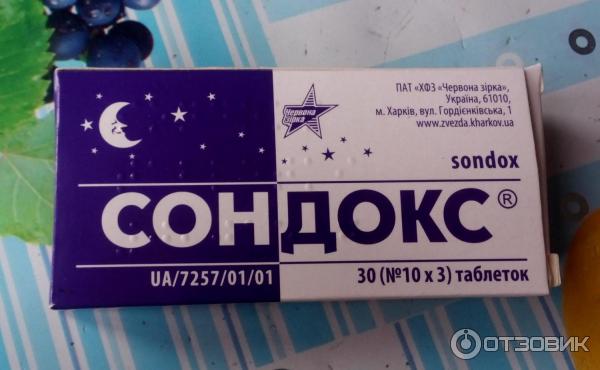 ПАТ «ХФЗ «Червона зірка»,
Україна, 61010,
м. Харків, вул. Гордієнківська, 1
www.zvezda.kharkov.ua
Червона
Зірка
sondox
СОНДОКС®
UA/7257/01/01
30 (№10 х 3) таблеток
ОТЗОВИК